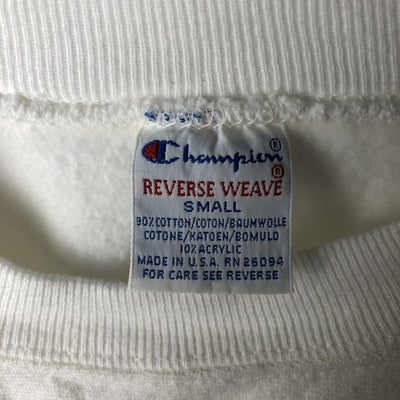 Champion®
REVERSE WEAVE®
SMALL
90% COTTON/COTON/BAUMWOLLE
COTONE/KATOEN/BOMULD
10% ACRYLIC
MADE IN U.S.A. RN 26094
FOR CARE SEE REVERSE